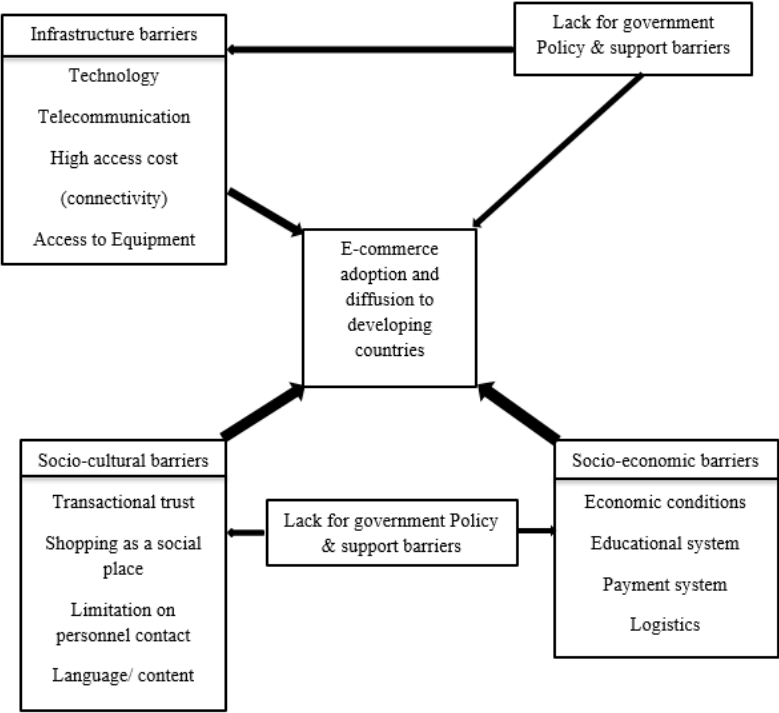 Infrastructure barriers
Technology
Telecommunication
High access cost
(connectivity)
Access to Equipment
Lack for government
Policy & support barriers
E-commerce
adoption and
diffusion to
developing
countries
Socio-cultural barriers
Transactional trust
Shopping as a social
place
Limitation on
personnel contact
Language/ content
Lack for government Policy
& support barriers
Socio-economic barriers
Economic conditions
Educational system
Payment system
Logistics